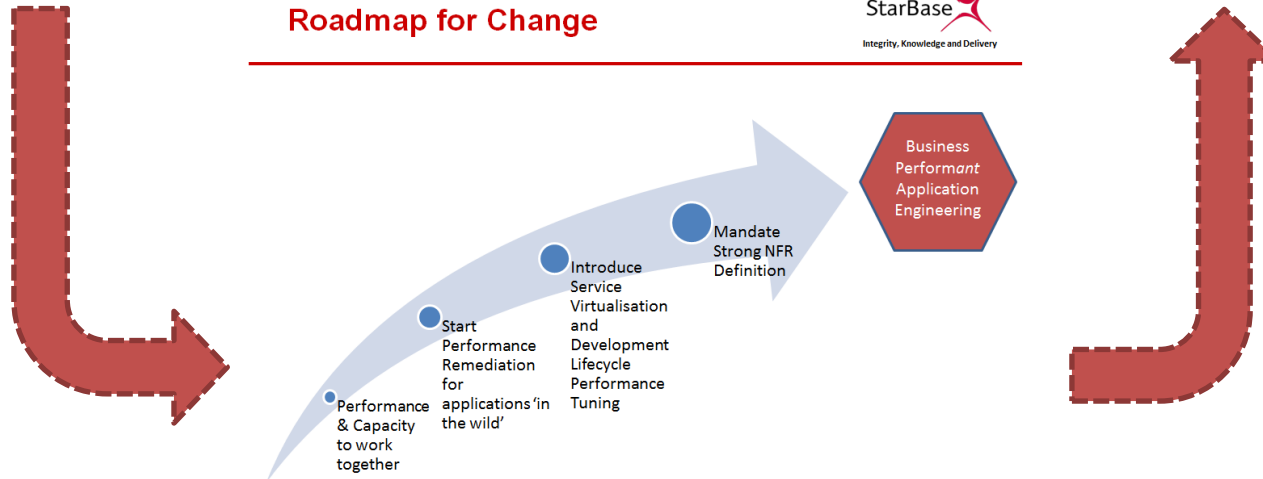 Roadmap for Change
StarBase
Integrity, Knowledge and Delivery
Business
Performant
Application
Engineering
Mandate
Strong NFR
Definition
Introduce
Service
Virtualisation
and
Development
Lifecycle
Performance
Tuning
Start
Performance
Remediation
for
applications ‘in
the wild’
Performance
& Capacity
to work
together